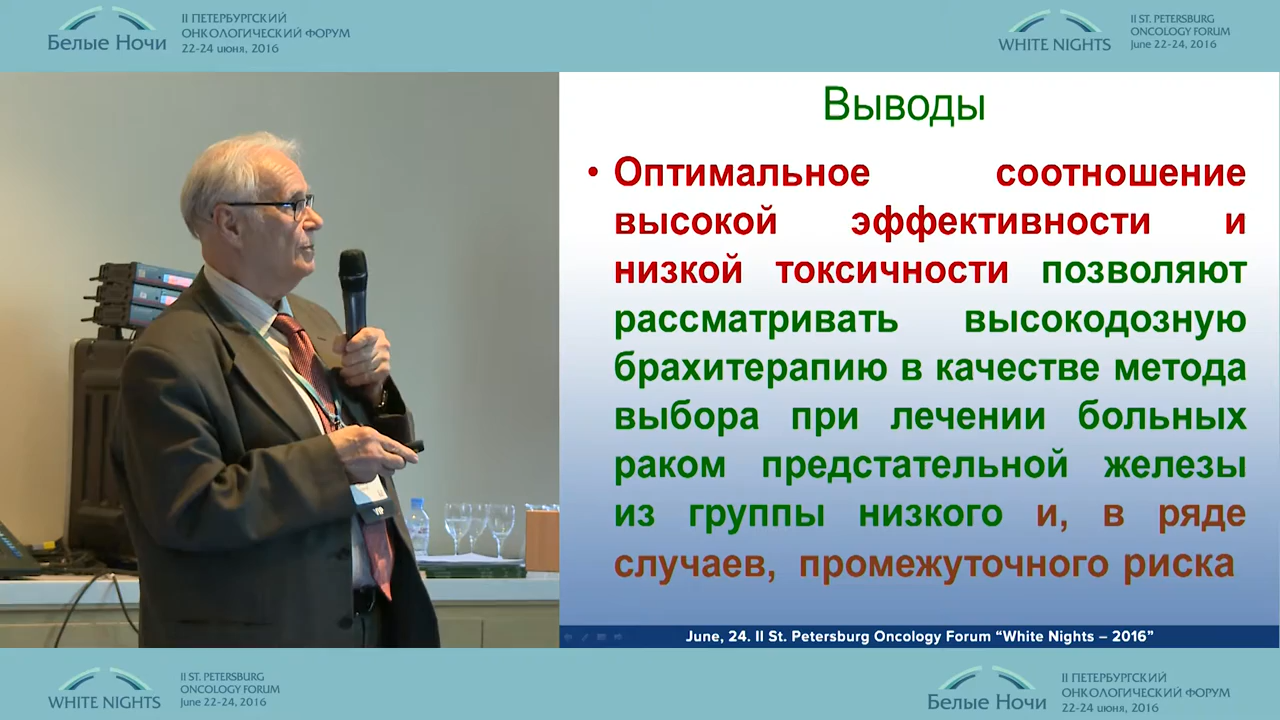 Белые Ночи
II ПЕТЕРБУРГСКИЙ
ОНКОЛОГИЧЕСКИЙ ФОРУМ
22-24 июня, 2016
WHITE NIGHTS
II ST. PETERSBURG
ONCOLOGY FORUM
June 22-24, 2016
Выводы
• Оптимальное соотношение
высокой эффективности и
низкой токсичности позволяют
рассматривать высокодозную
брахитерапию в качестве метода
выбора при лечении больных
раком предстательной железы
из группы низкого и, в ряде
случаев, промежуточного риска
June, 24. II St. Petersburg Oncology Forum “White Nights – 2016”
WHITE NIGHTS
II ST. PETERSBURG
ONCOLOGY FORUM
June 22-24, 2016
Белые Ночи
II ПЕТЕРБУРГСКИЙ
ОНКОЛОГИЧЕСКИЙ ФОРУМ
22-24 июня, 2016